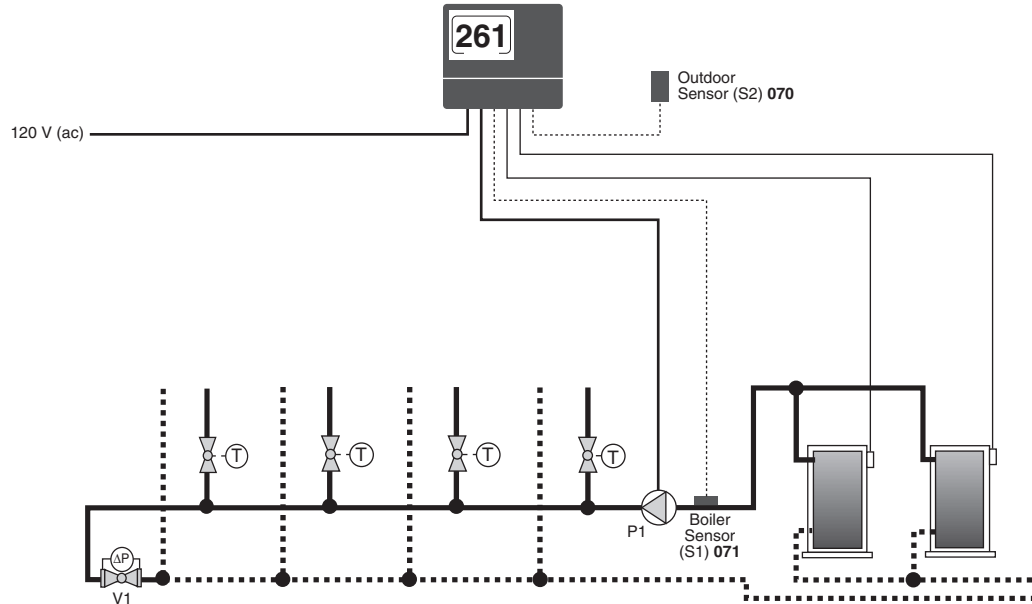 261
Outdoor
Sensor (S2) 070
120 V (ac)
T
T
T
T
P1
Boiler
Sensor
(S1) 071
ΔP
V1